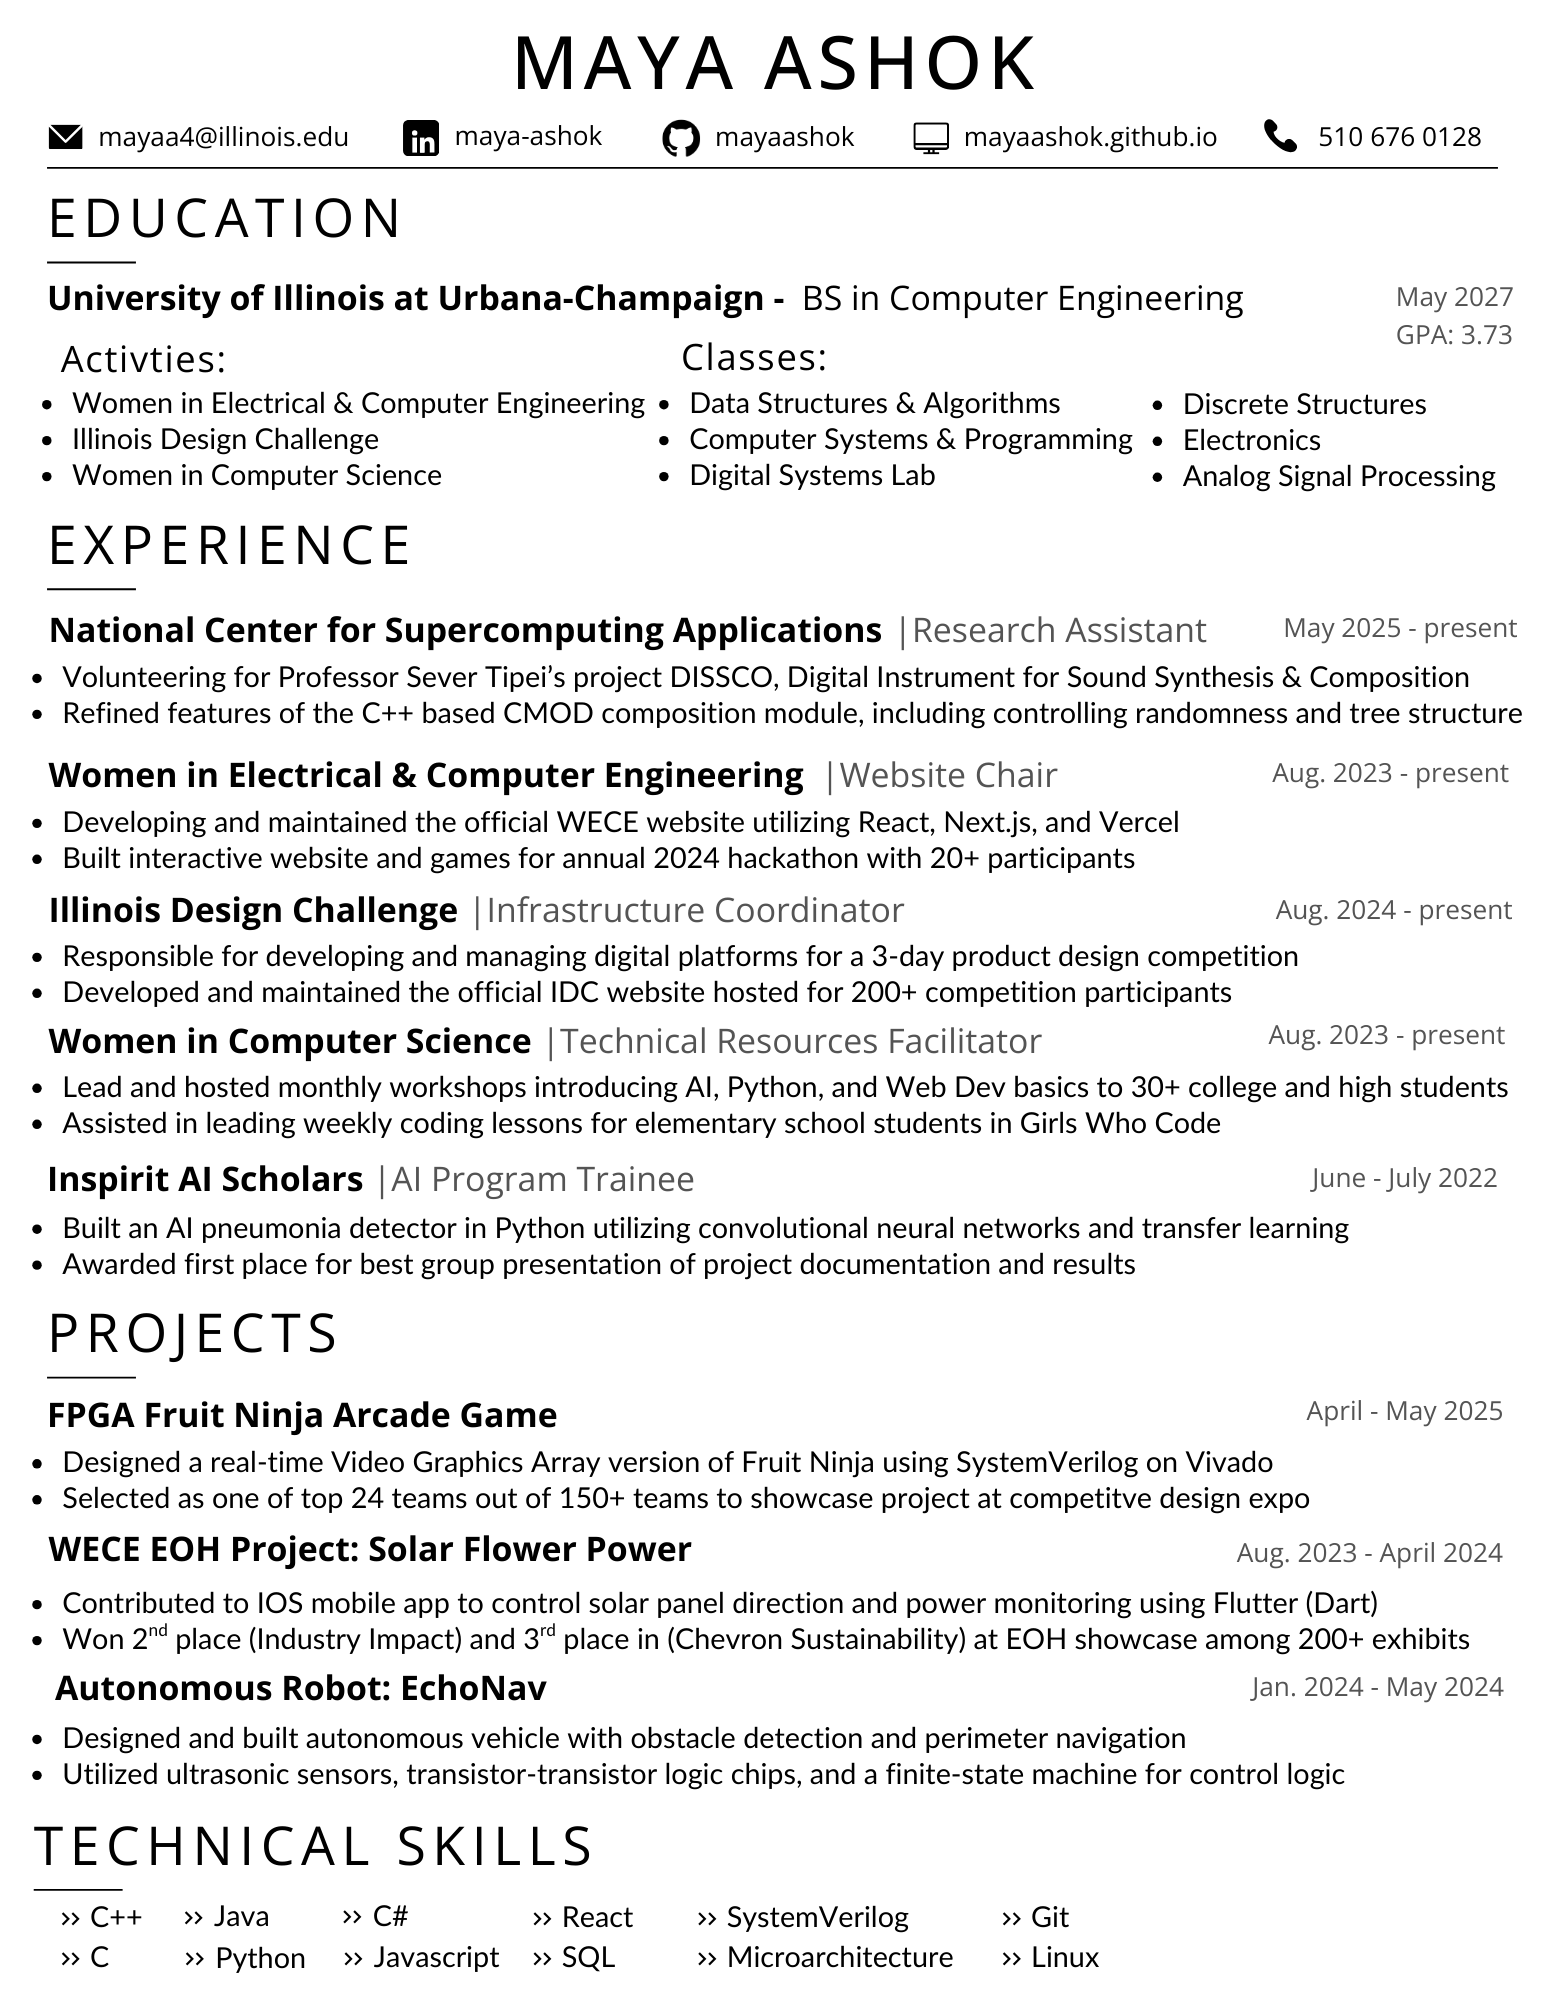 MAYA ASHOK
mayaa4@illinois.edu maya-ashok mayaashok mayaashok.github.io 510 676 0128
EDUCATION
University of Illinois at Urbana-Champaign - BS in Computer Engineering May 2027
GPA: 3.73
Activties:
• Women in Electrical & Computer Engineering
• Illinois Design Challenge
• Women in Computer Science
Classes:
• Data Structures & Algorithms
• Computer Systems & Programming
• Digital Systems Lab
• Discrete Structures
• Electronics
• Analog Signal Processing
EXPERIENCE
National Center for Supercomputing Applications |Research Assistant May 2025 - present
• Volunteering for Professor Sever Tipei’s project DISSCO, Digital Instrument for Sound Synthesis & Composition
• Refined features of the C++ based CMOD composition module, including controlling randomness and tree structure
Women in Electrical & Computer Engineering |Website Chair Aug. 2023 - present
• Developing and maintained the official WECE website utilizing React, Next.js, and Vercel
• Built interactive website and games for annual 2024 hackathon with 20+ participants
Illinois Design Challenge |Infrastructure Coordinator Aug. 2024 - present
• Responsible for developing and managing digital platforms for a 3-day product design competition
• Developed and maintained the official IDC website hosted for 200+ competition participants
Women in Computer Science |Technical Resources Facilitator Aug. 2023 - present
• Lead and hosted monthly workshops introducing AI, Python, and Web Dev basics to 30+ college and high students
• Assisted in leading weekly coding lessons for elementary school students in Girls Who Code
Inspirit AI Scholars |AI Program Trainee June - July 2022
• Built an AI pneumonia detector in Python utilizing convolutional neural networks and transfer learning
• Awarded first place for best group presentation of project documentation and results
PROJECTS
FPGA Fruit Ninja Arcade Game April - May 2025
• Designed a real-time Video Graphics Array version of Fruit Ninja using SystemVerilog on Vivado
• Selected as one of top 24 teams out of 150+ teams to showcase project at competitve design expo
WECE EOH Project: Solar Flower Power Aug. 2023 - April 2024
• Contributed to IOS mobile app to control solar panel direction and power monitoring using Flutter (Dart)
• Won 2nd place (Industry Impact) and 3rd place in (Chevron Sustainability) at EOH showcase among 200+ exhibits
Autonomous Robot: EchoNav Jan. 2024 - May 2024
• Designed and built autonomous vehicle with obstacle detection and perimeter navigation
• Utilized ultrasonic sensors, transistor-transistor logic chips, and a finite-state machine for control logic
TECHNICAL SKILLS
›› C++ ›› Java ›› C# ›› React ›› SystemVerilog ›› Git
›› C ›› Python ›› Javascript ›› SQL ›› Microarchitecture ›› Linux